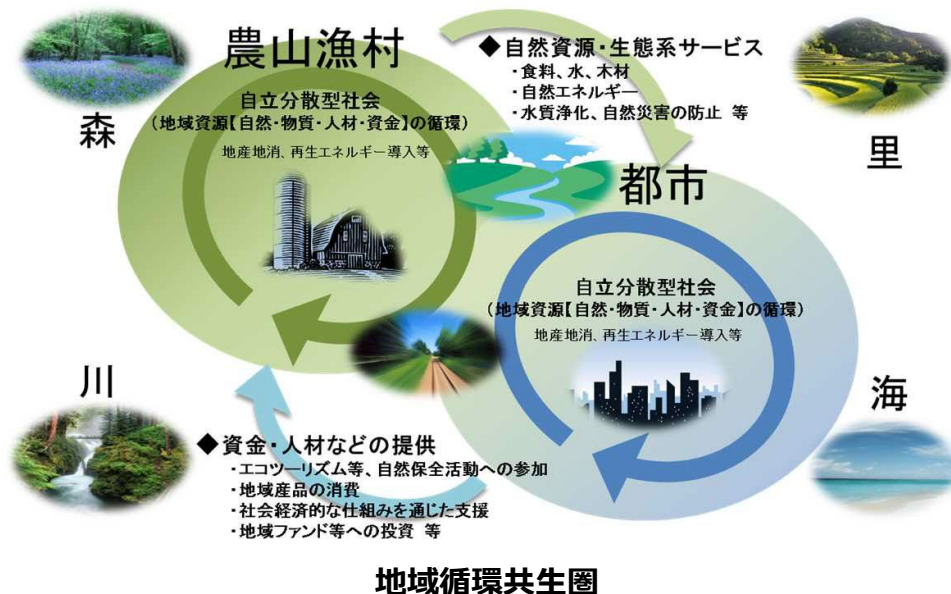 農山漁村
森
自立分散型社会
(地域資源【自然・物質・人材・資金】の循環)
地産地消、再生エネルギー導入等
◆自然資源・生態系サービス
・食料、水、木材
・自然エネルギー
・水質浄化、自然災害の防止 等
里
都市
自立分散型社会
(地域資源【自然・物質・人材・資金】の循環)
地産地消、再生エネルギー導入等
川
海
◆資金・人材などの提供
・エコツーリズム等、自然保全活動への参加
・地域産品の消費
・社会経済的な仕組みを通じた支援
・地域ファンド等への投資 等
地域循環共生圏